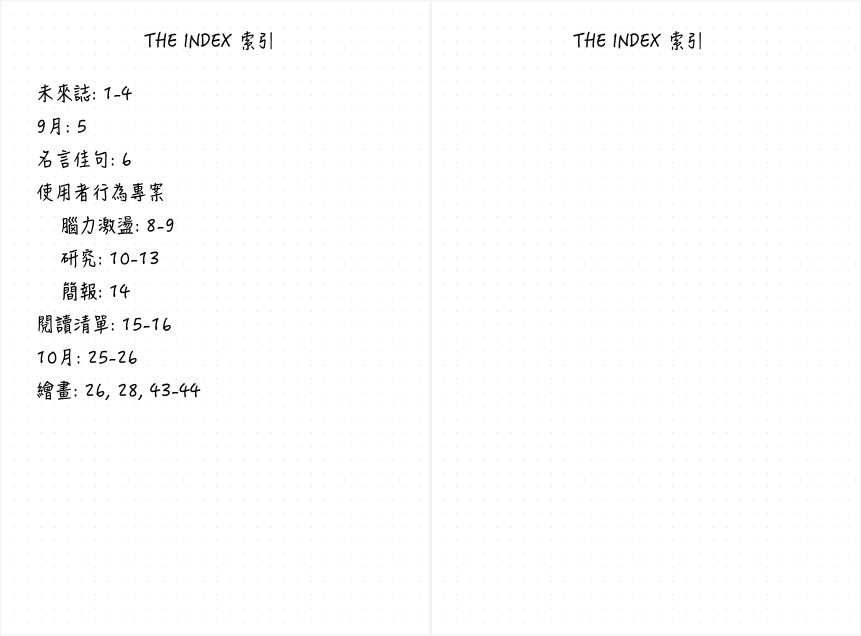 THE INDEX 索引
未來誌: 1-4
9月: 5
名言佳句: 6
使用者行為專案
腦力激盪: 8-9
研究: 10-13
簡報: 14
閱讀清單: 15-16
10月: 25-26
繪畫: 26, 28, 43-44
THE INDEX 索引